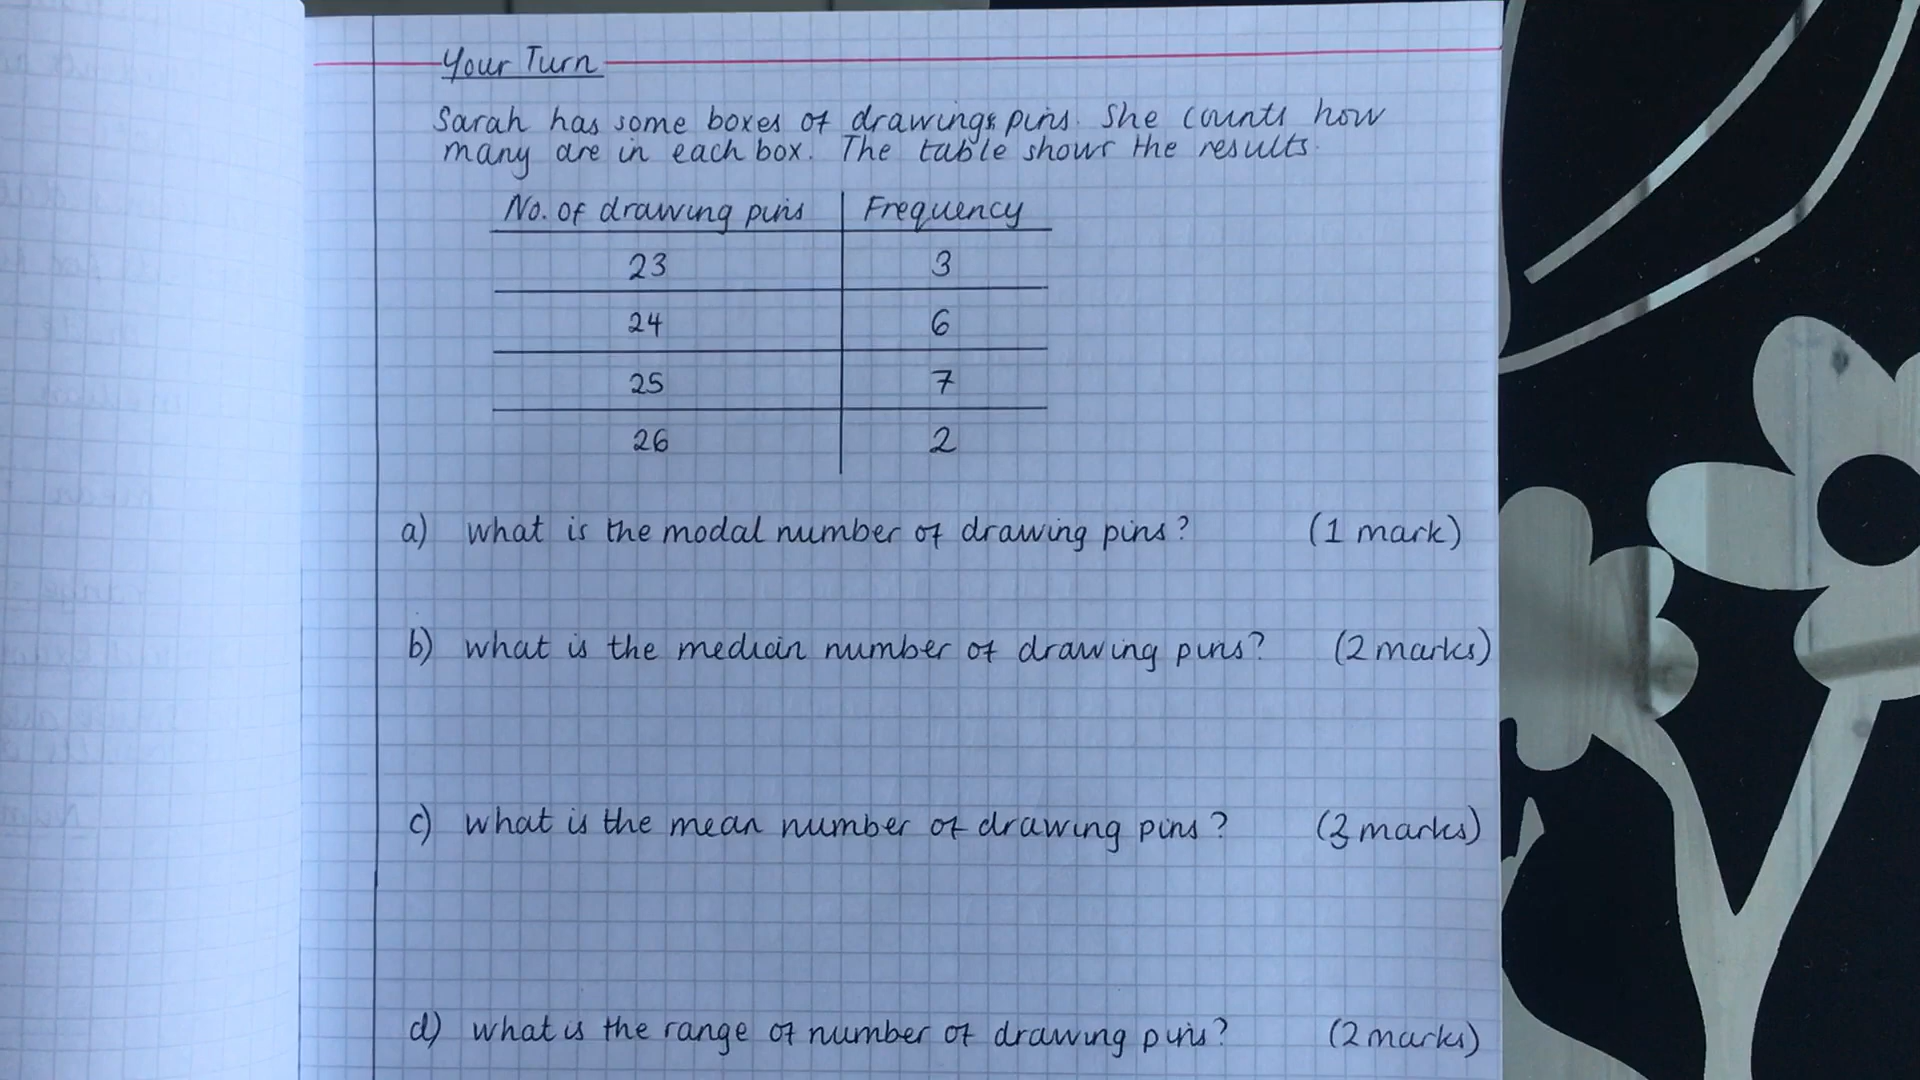 Your Turn
Sarah has some boxes of drawings pins. She counts how
many are in each box. The table shows the results.
No. of drawing pins Frequency
23 3
24 6
25 7
26 2
a) what is the modal number of drawing pins? (1 mark)
b) what is the median number of drawing pins? (2 marks)
c) what is the mean number of drawing pins? (3 marks)
d) what is the range of number of drawing pins? (2 marks)